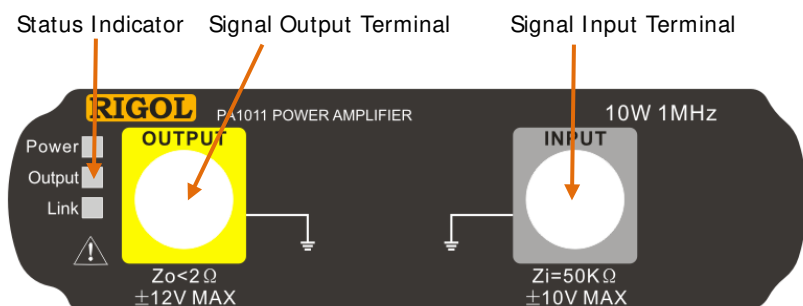 Status Indicator Signal Output Terminal Signal Input Terminal
RIGOL PA1011 POWER AMPLIFIER 10W 1MHz
Power OUTPUT INPUT
Output
Link
Zo<2Ω Zi=50KΩ
±12V MAX ±10V MAX